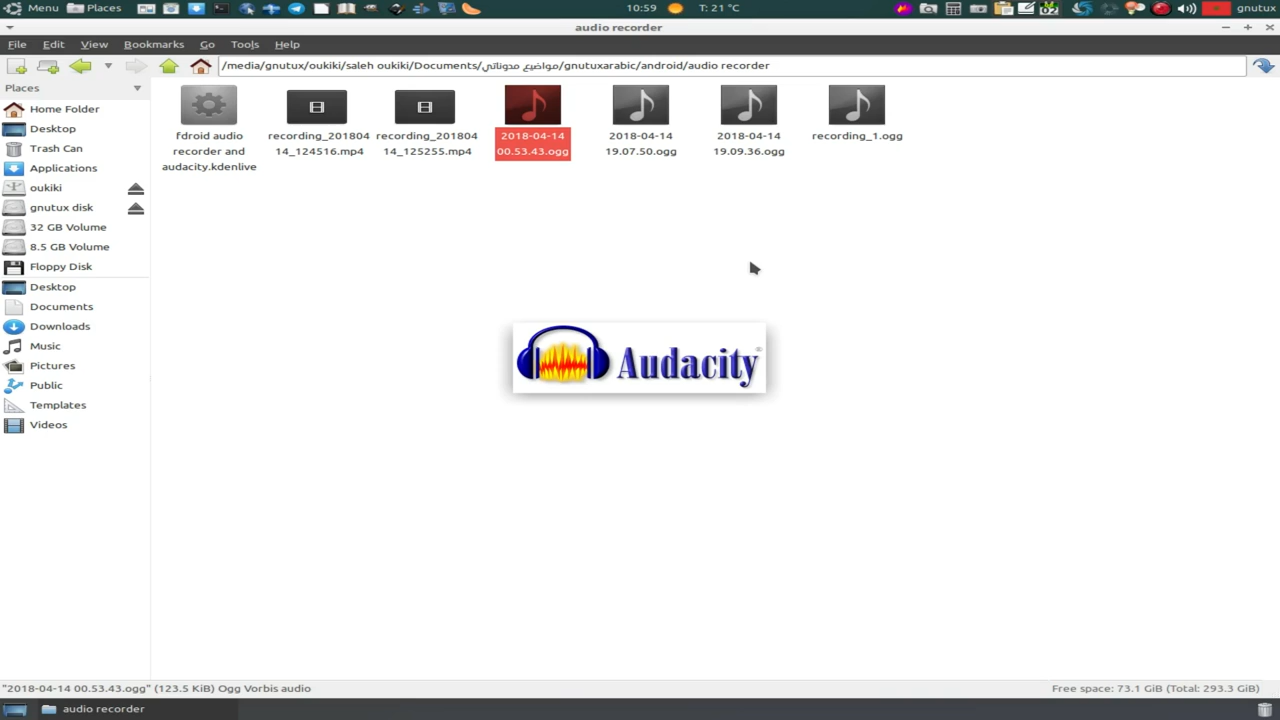 Menu Places 10:59 T: 21 °C gnutux
audio recorder
File Edit View Bookmarks Go Tools Help
/media/gnutux/oukiki/saleh oukiki/Documents/مواضيع مدوناتي/gnutuxarabic/android/audio recorder
Places
Home Folder
Desktop
Trash Can
Applications
oukiki
gnutux disk
32 GB Volume
8.5 GB Volume
Floppy Disk
Desktop
Documents
Downloads
Music
Pictures
Public
Templates
Videos
fdroid audio
recorder and
audacity.kdenlive
recording_201804
14_124516.mp4
recording_201804
14_125255.mp4
2018-04-14
00.53.43.ogg
2018-04-14
19.07.50.ogg
2018-04-14
19.09.36.ogg
recording_1.ogg
Audacity
"2018-04-14 00.53.43.ogg" (123.5 KiB) Ogg Vorbis audio
Free space: 73.1 GiB (Total: 293.3 GiB)
audio recorder